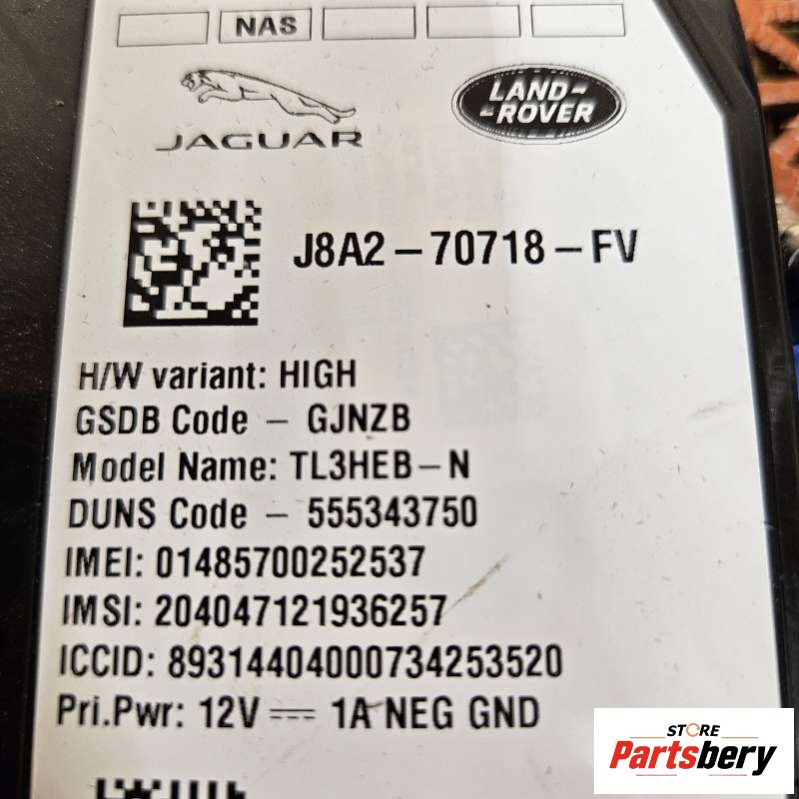 NAS
JAGUAR
LAND-
-ROVER
J8A2-70718-FV
H/W variant: HIGH
GSDB Code - GJNZB
Model Name: TL3HEB-N
DUNS Code - 555343750
IMEI: 01485700252537
IMSI: 204047121936257
ICCID: 89314404000734253520
Pri.Pwr: 12V ⎓ 1A NEG GND
STORE
Partsbery